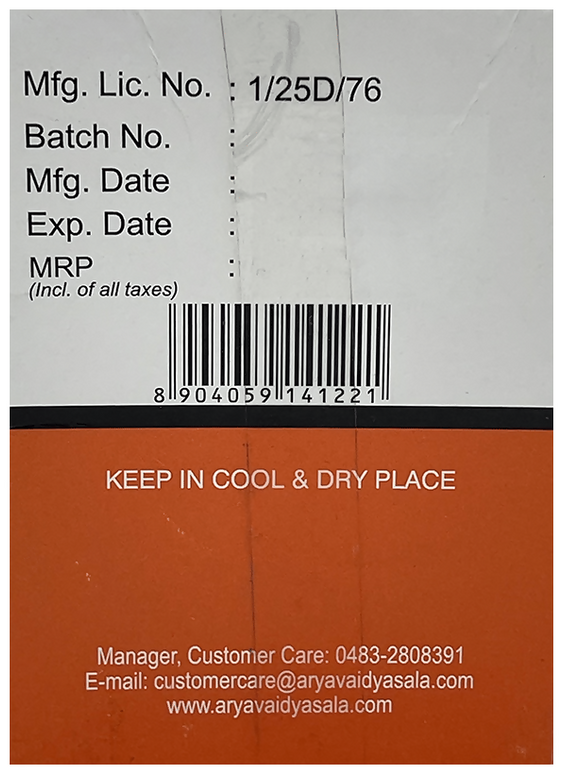 Mfg. Lic. No. : 1/25D/76
Batch No. :
Mfg. Date :
Exp. Date :
MRP :
(Incl. of all taxes)
8 904059 141221
KEEP IN COOL & DRY PLACE
Manager, Customer Care: 0483-2808391
E-mail: customercare@aryavaidyasala.com
www.aryavaidyasala.com